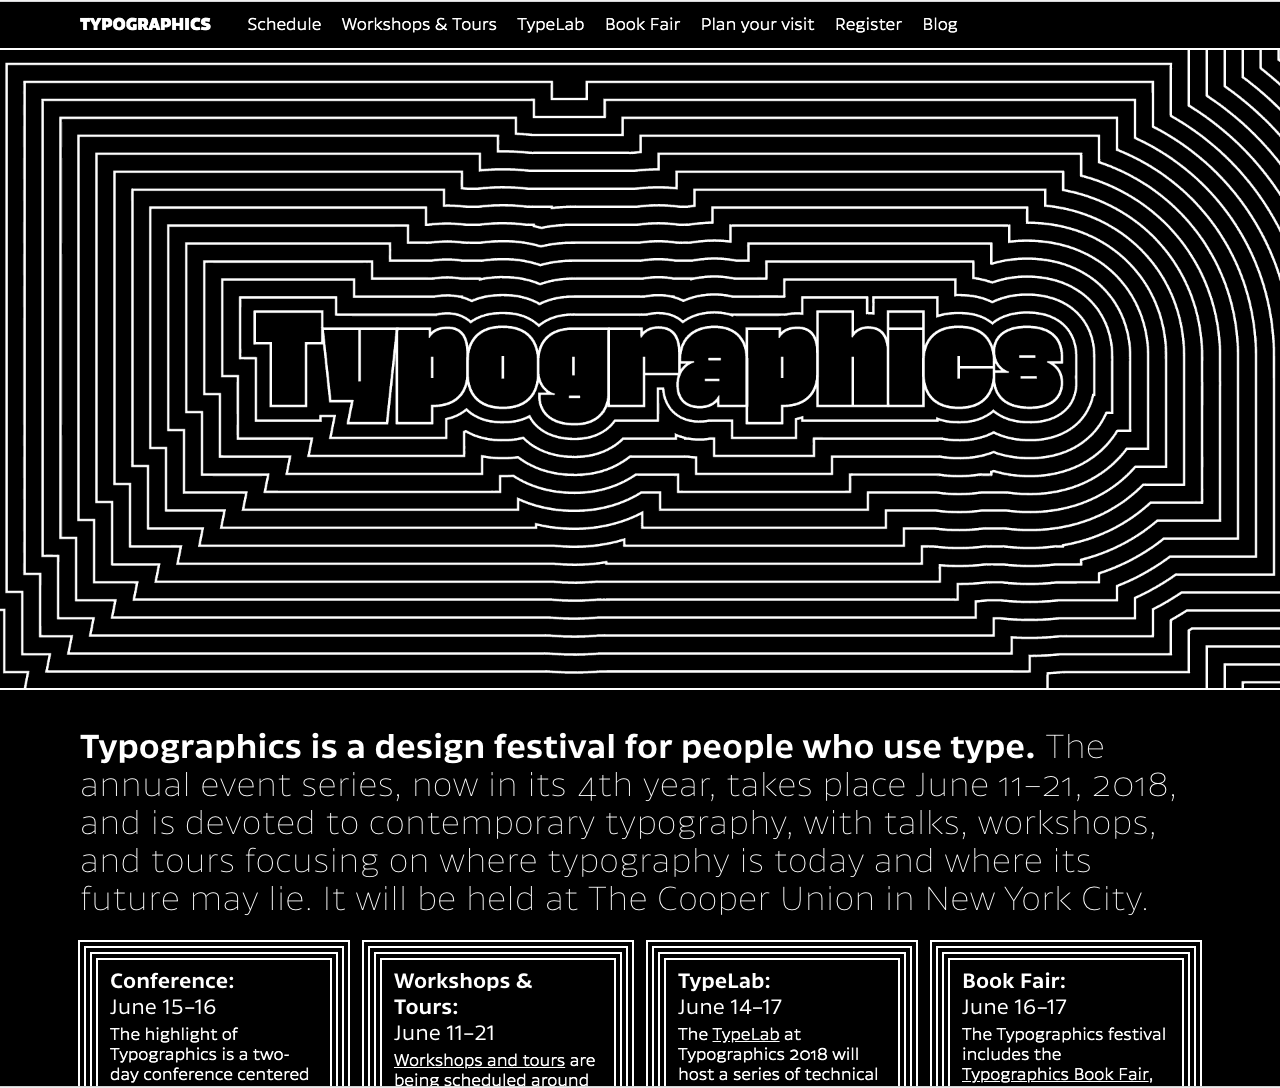 TYPOGRAPHICS Schedule Workshops & Tours TypeLab Book Fair Plan your visit Register Blog
Typographics
Typographics is a design festival for people who use type. The
annual event series, now in its 4th year, takes place June 11–21, 2018,
and is devoted to contemporary typography, with talks, workshops,
and tours focusing on where typography is today and where its
future may lie. It will be held at The Cooper Union in New York City.
Conference:
June 15–16
The highlight of
Typographics is a two-
day conference centered
Workshops &
Tours:
June 11–21
Workshops and tours are
being scheduled around
TypeLab:
June 14–17
The TypeLab at
Typographics 2018 will
host a series of technical
Book Fair:
June 16–17
The Typographics festival
includes the
Typographics Book Fair,